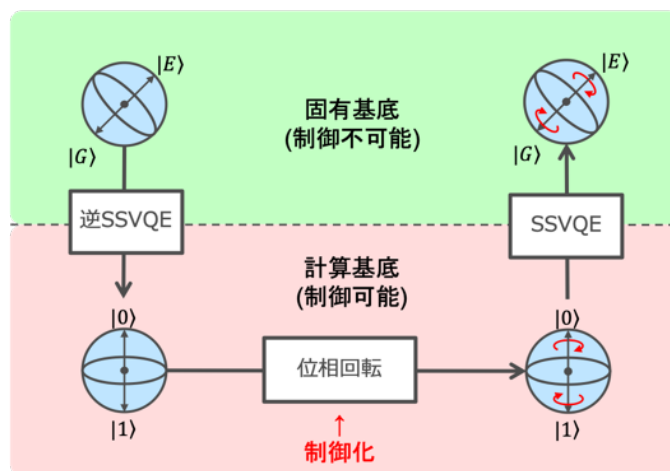 |E⟩
|G⟩
固有基底
(制御不可能)
|E⟩
|G⟩
逆SSVQE
SSVQE
計算基底
(制御可能)
|0⟩
|1⟩
位相回転
↑
制御化
|0⟩
|1⟩